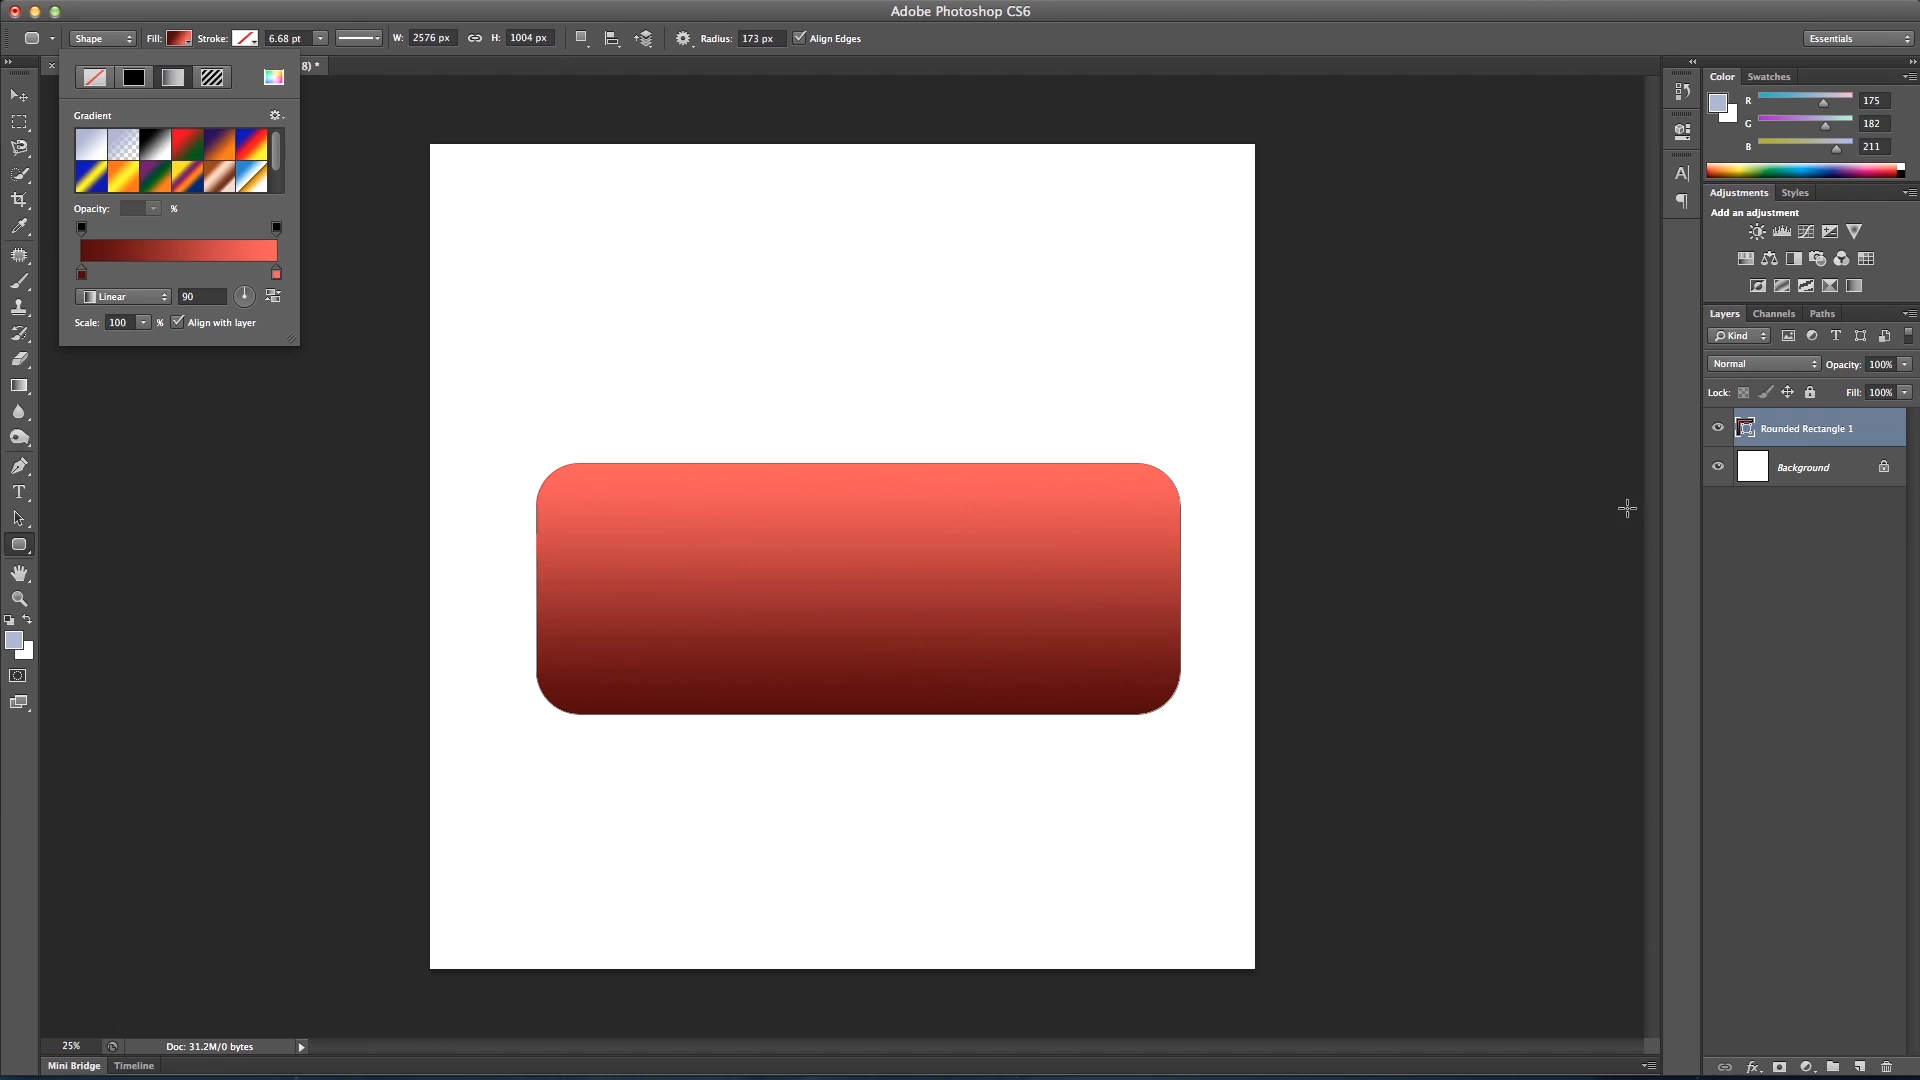 Adobe Photoshop CS6
Shape Fill: Stroke: 6.68 pt W: 2576 px H: 1004 px Radius: 173 px Align Edges Essentials
8) *
Gradient
Opacity: %
Linear 90
Scale: 100 % Align with layer
Color Swatches
R 175
G 182
B 211
Adjustments Styles
Add an adjustment
Layers Channels Paths
Kind
Normal Opacity: 100%
Lock: Fill: 100%
Rounded Rectangle 1
Background
25% Doc: 31.2M/0 bytes
Mini Bridge Timeline